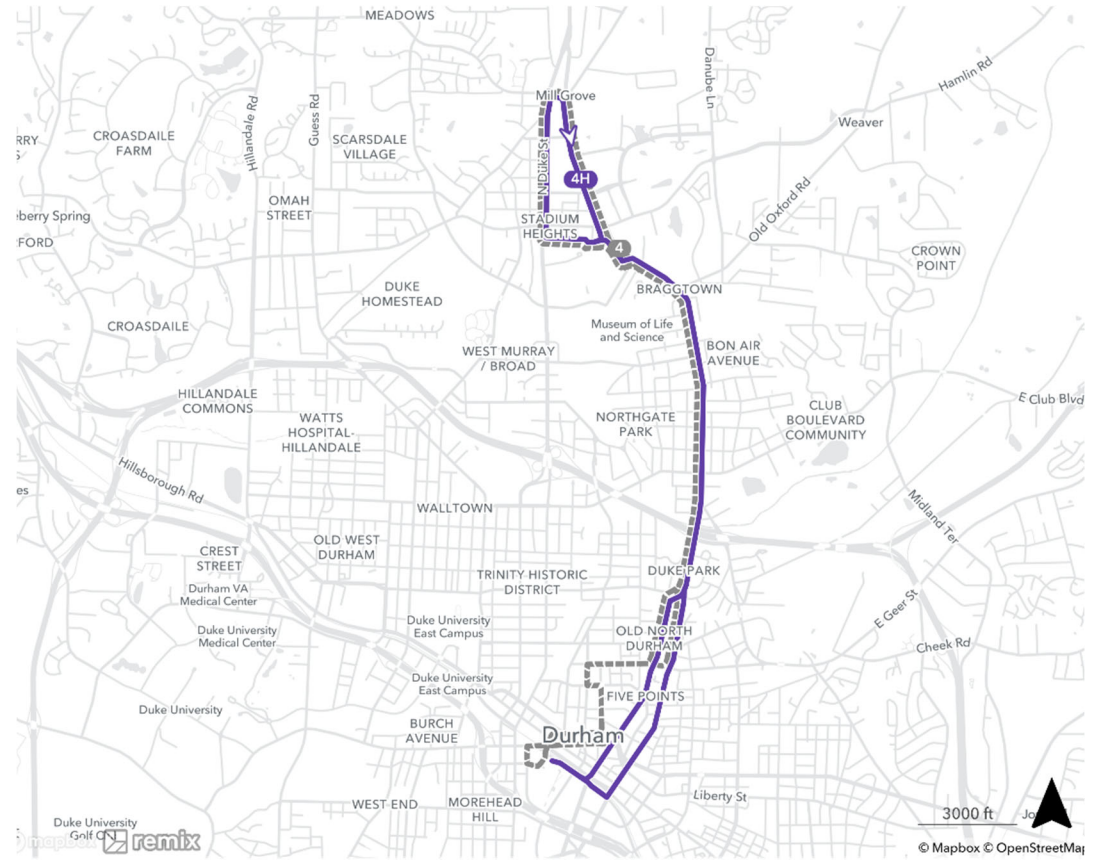 MEADOWS
Mill Grove
Danube Ln
Hamlin Rd
Weaver
Hillandale Rd
Guess Rd
RRY
CROASDAILE
FARM
SCARSDALE
VILLAGE
N Duke St
4H
OMAH
STREET
berry Spring
FORD
STADIUM
HEIGHTS
4
Old Oxford Rd
CROWN
POINT
DUKE
HOMESTEAD
BRAGGTOWN
CROASDAILE
Museum of Life
and Science
WEST MURRAY
/ BROAD
BON AIR
AVENUE
HILLANDALE
COMMONS
WATTS
HOSPITAL-
HILLANDALE
NORTHGATE
PARK
CLUB
BOULEVARD
COMMUNITY
E Club Blvd
Hillsborough Rd
es
WALLTOWN
Midland Ter
OLD WEST
DURHAM
CREST
STREET
TRINITY HISTORIC
DISTRICT
DUKE PARK
Durham VA
Medical Center
E Geer St
Duke University
East Campus
Duke University
Medical Center
OLD NORTH
DURHAM
Cheek Rd
Duke University
East Campus
FIVE POINTS
Duke University
BURCH
AVENUE
Durham
Liberty St
WEST END
MOREHEAD
HILL
3000 ft
Jo
Duke University
Golf C
mapbox
remix
© Mapbox © OpenStreetMap